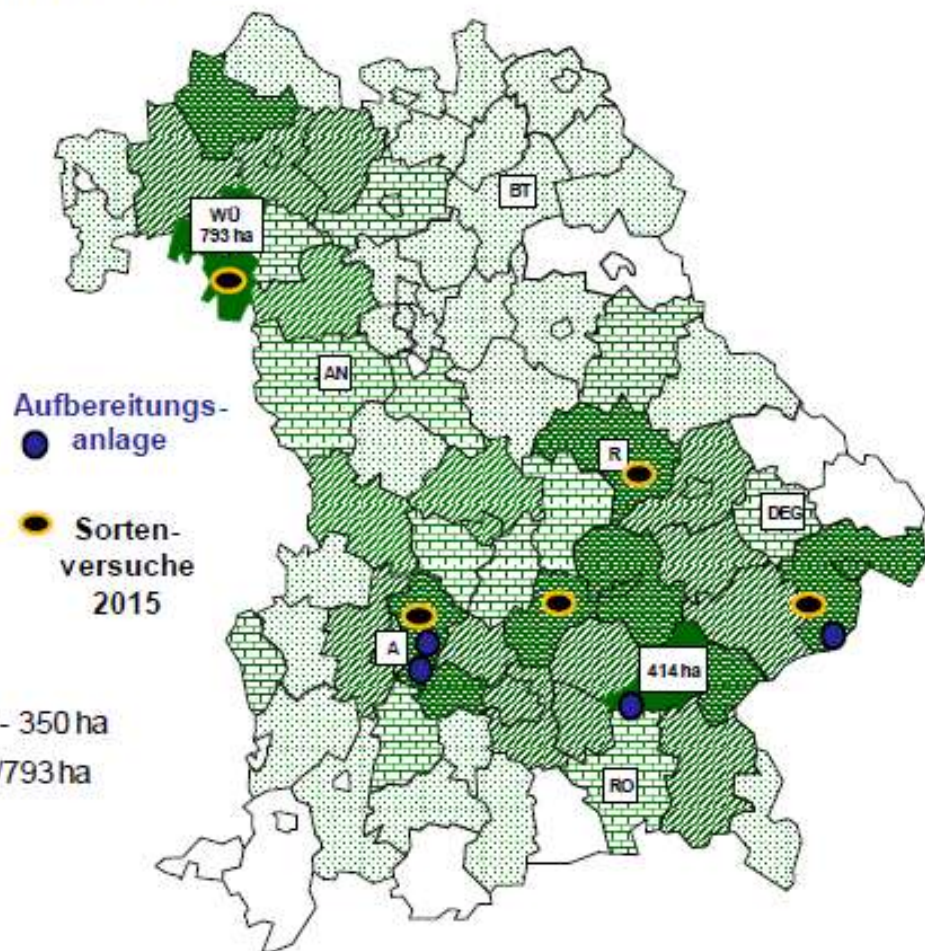 WÜ
793 ha
BT
AN
Aufbereitungs-
anlage
R
DEG
Sorten-
versuche
2015
A
414 ha
- 350 ha
/793 ha
RO